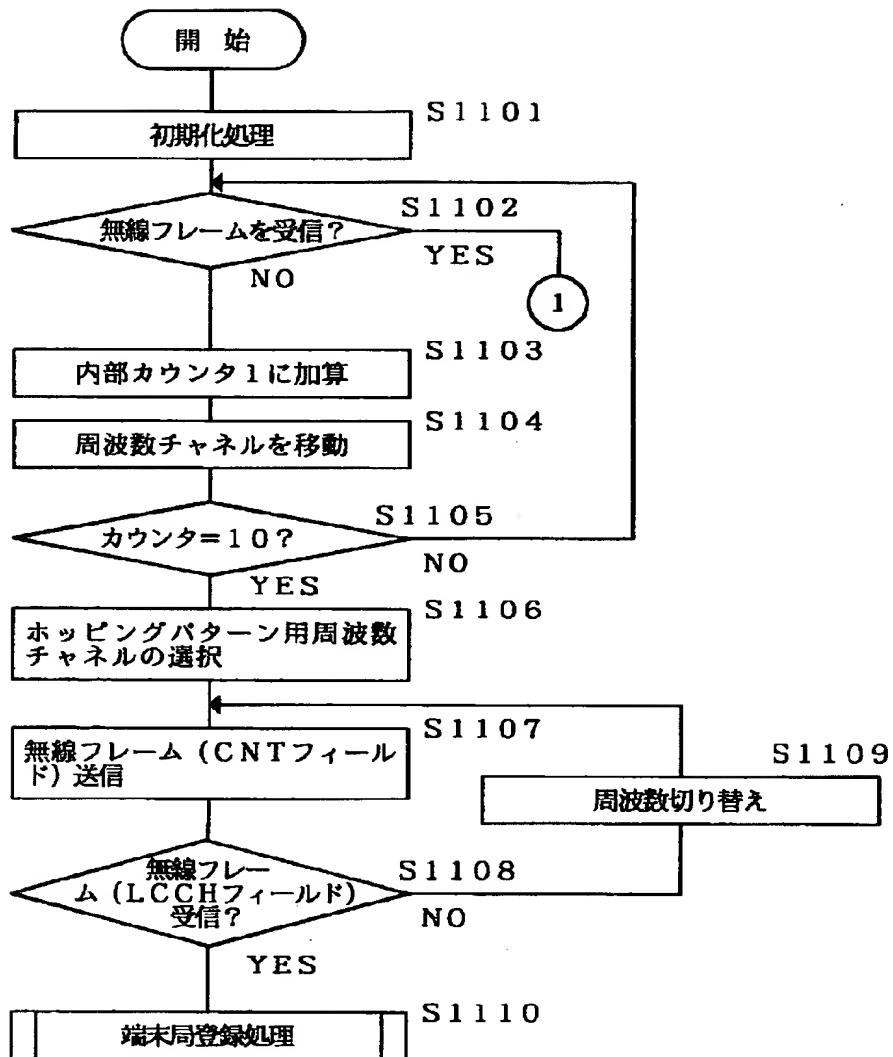 開 始
S1101
初期化処理
S1102
無線フレームを受信?
YES
NO
1
S1103
内部カウンタ1に加算
S1104
周波数チャネルを移動
S1105
カウンタ=10?
NO
YES
S1106
ホッピングパターン用周波数
チャネルの選択
S1107
無線フレーム(CNTフィール
ド)送信
S1109
周波数切り替え
S1108
無線フレー
ム(LCCHフィールド)
受信?
NO
YES
S1110
端末局登録処理